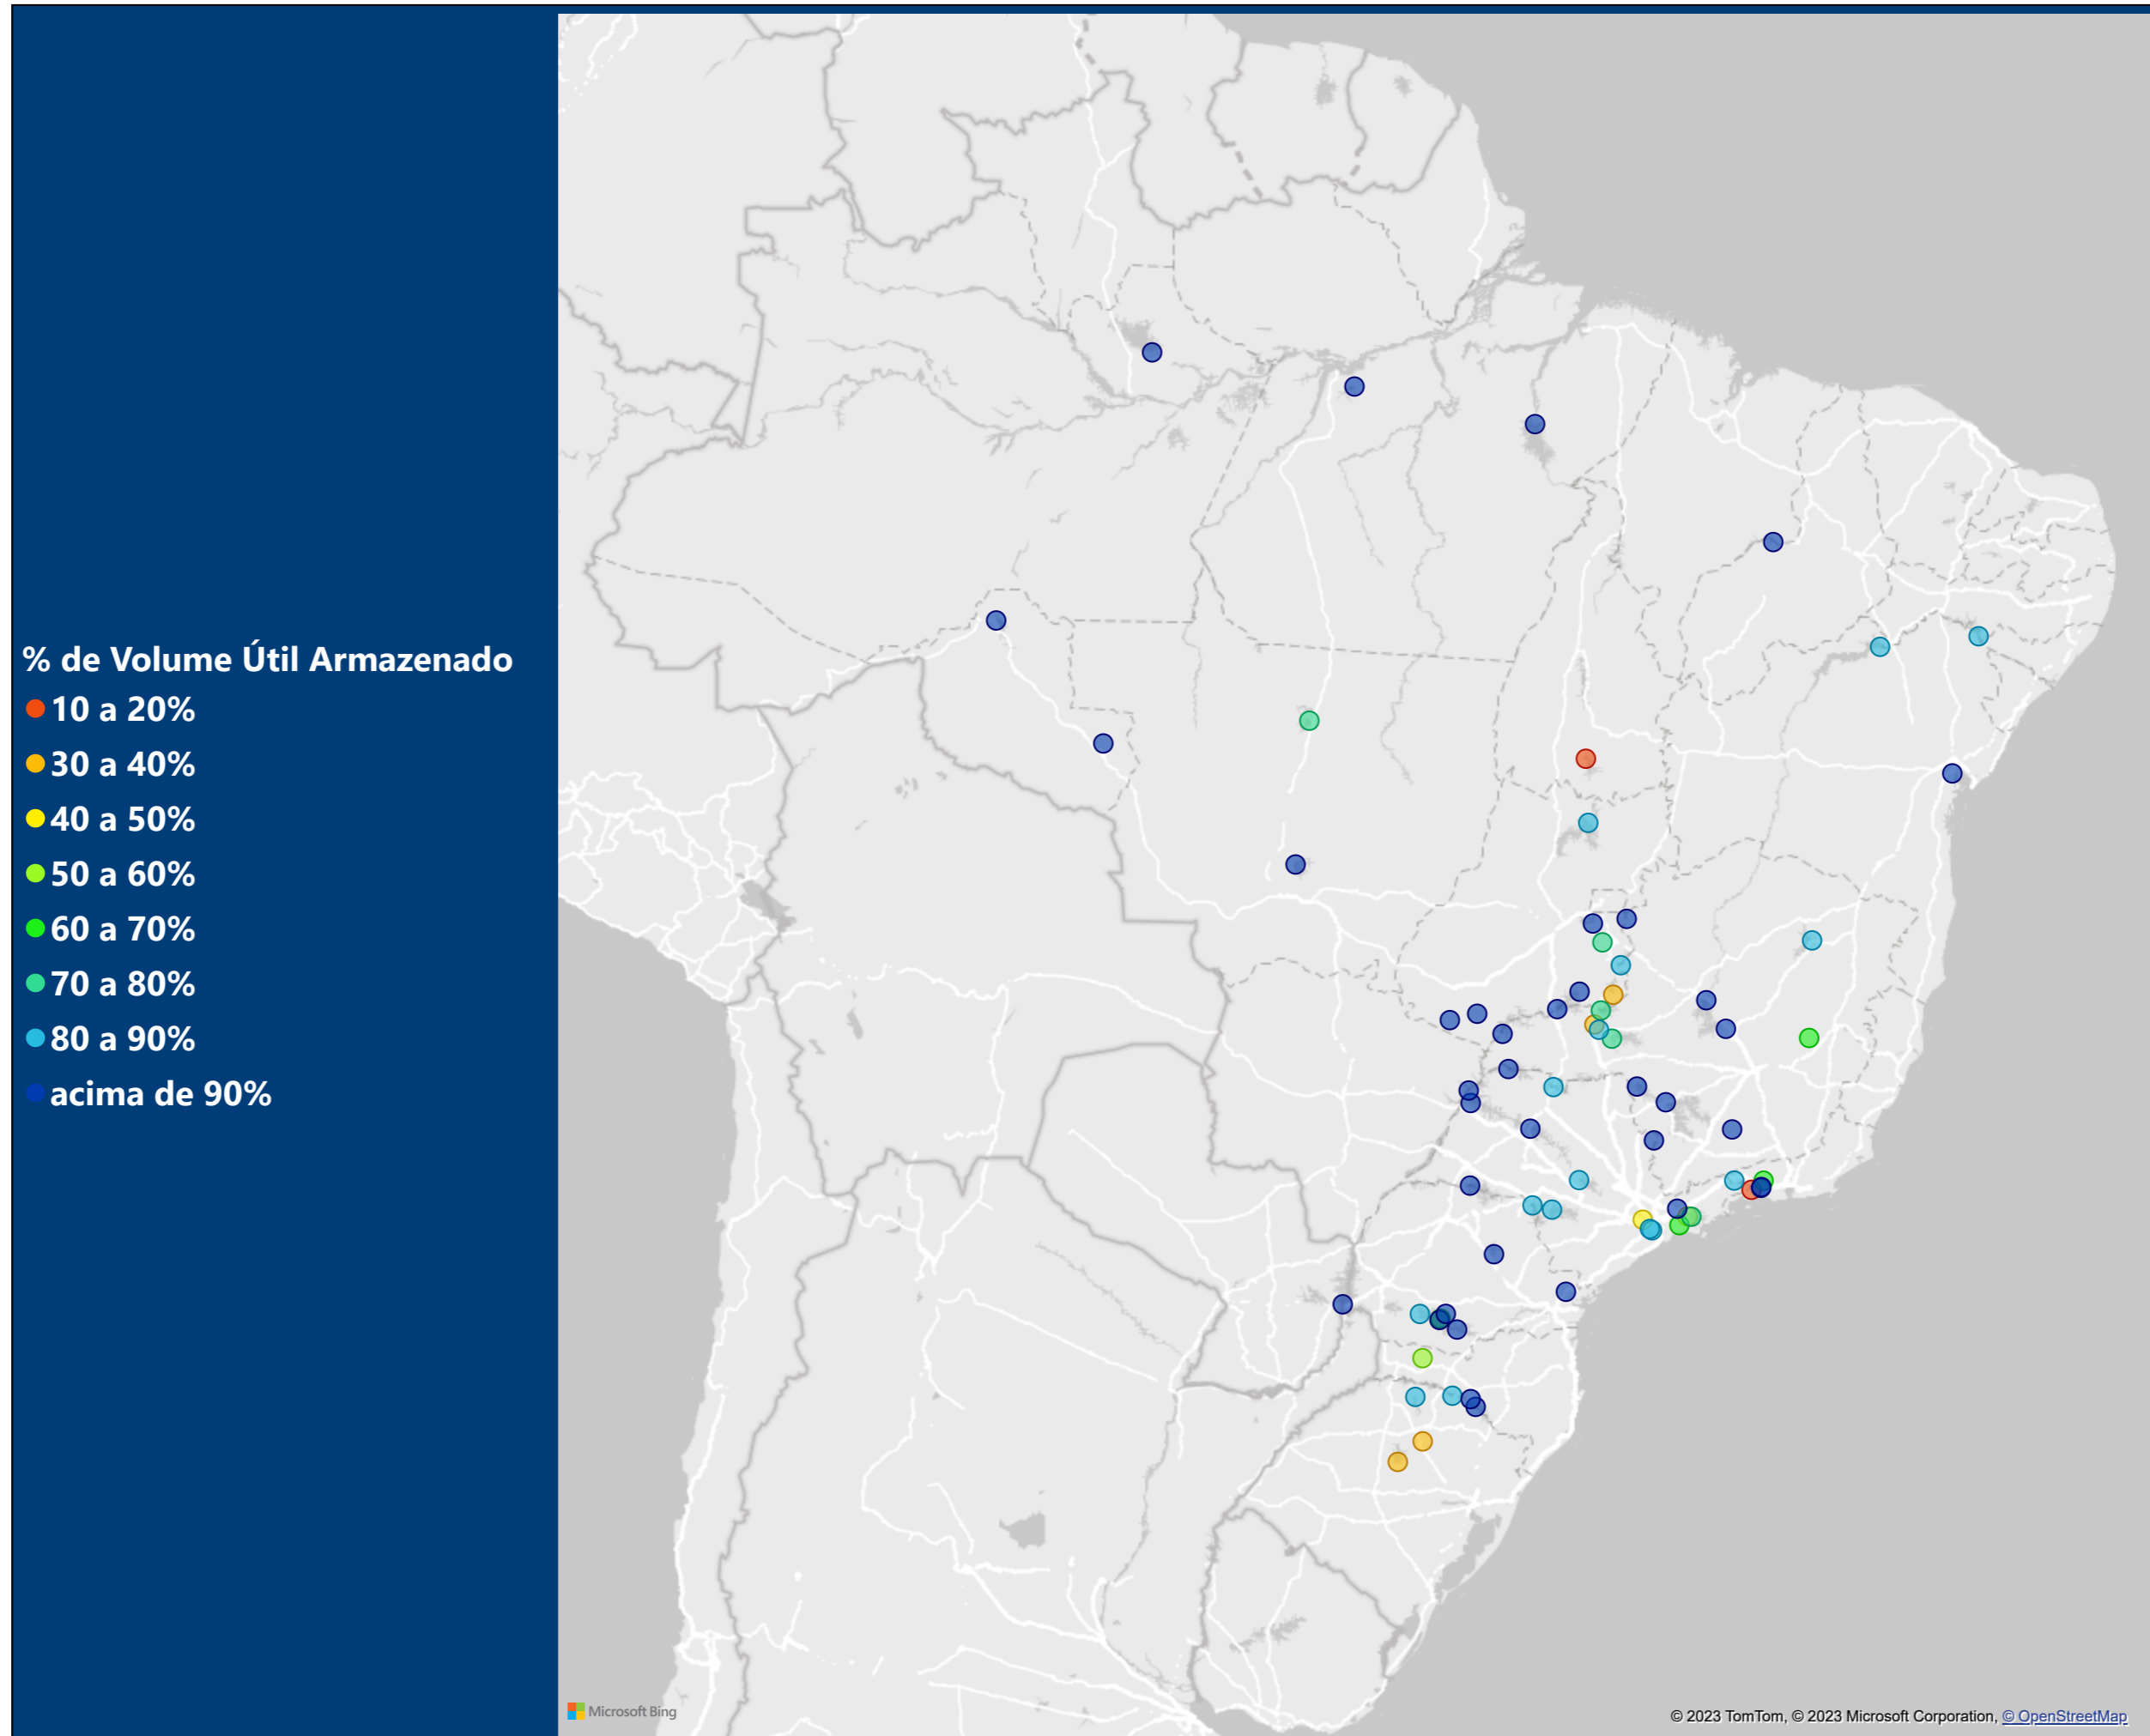 % de Volume Útil Armazenado
10 a 20%
30 a 40%
40 a 50%
50 a 60%
60 a 70%
70 a 80%
80 a 90%
acima de 90%
Microsoft Bing
© 2023 TomTom, © 2023 Microsoft Corporation, © OpenStreetMap